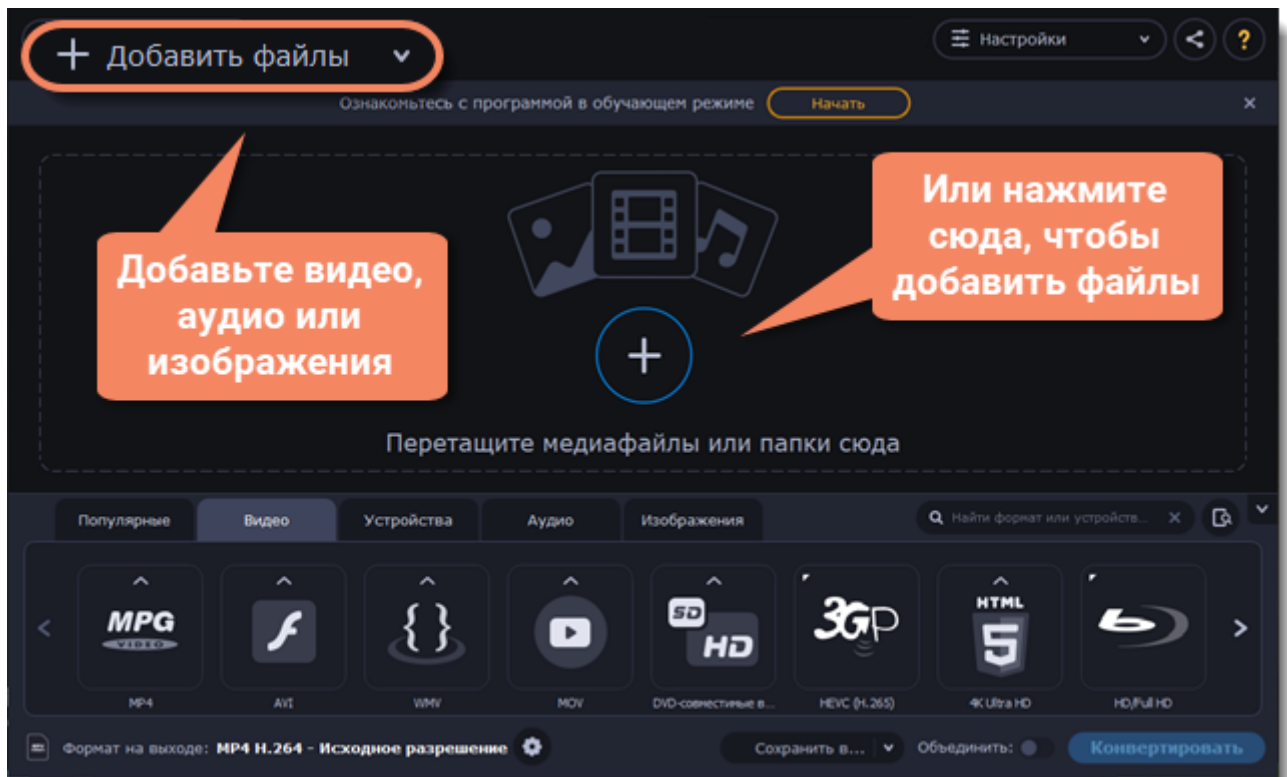 Добавить файлы
Настройки
?
Ознакомьтесь с программой в обучающем режиме
Начать
Или нажмите
сюда, чтобы
добавить файлы
Добавьте видео,
аудио или
изображения
Перетащите медиафайлы или папки сюда
Популярные
Видео
Устройства
Аудио
Изображения
Найти формат или устройств...
MPG
VIDEO
SD
HD
3GP
HTML
5
MP4
AVI
WMV
MOV
DVD-совместимые в...
HEVC (H.265)
4K Ultra HD
HD/Full HD
Формат на выходе: MP4 H.264 - Исходное разрешение
Сохранить в...
Объединить:
Конвертировать